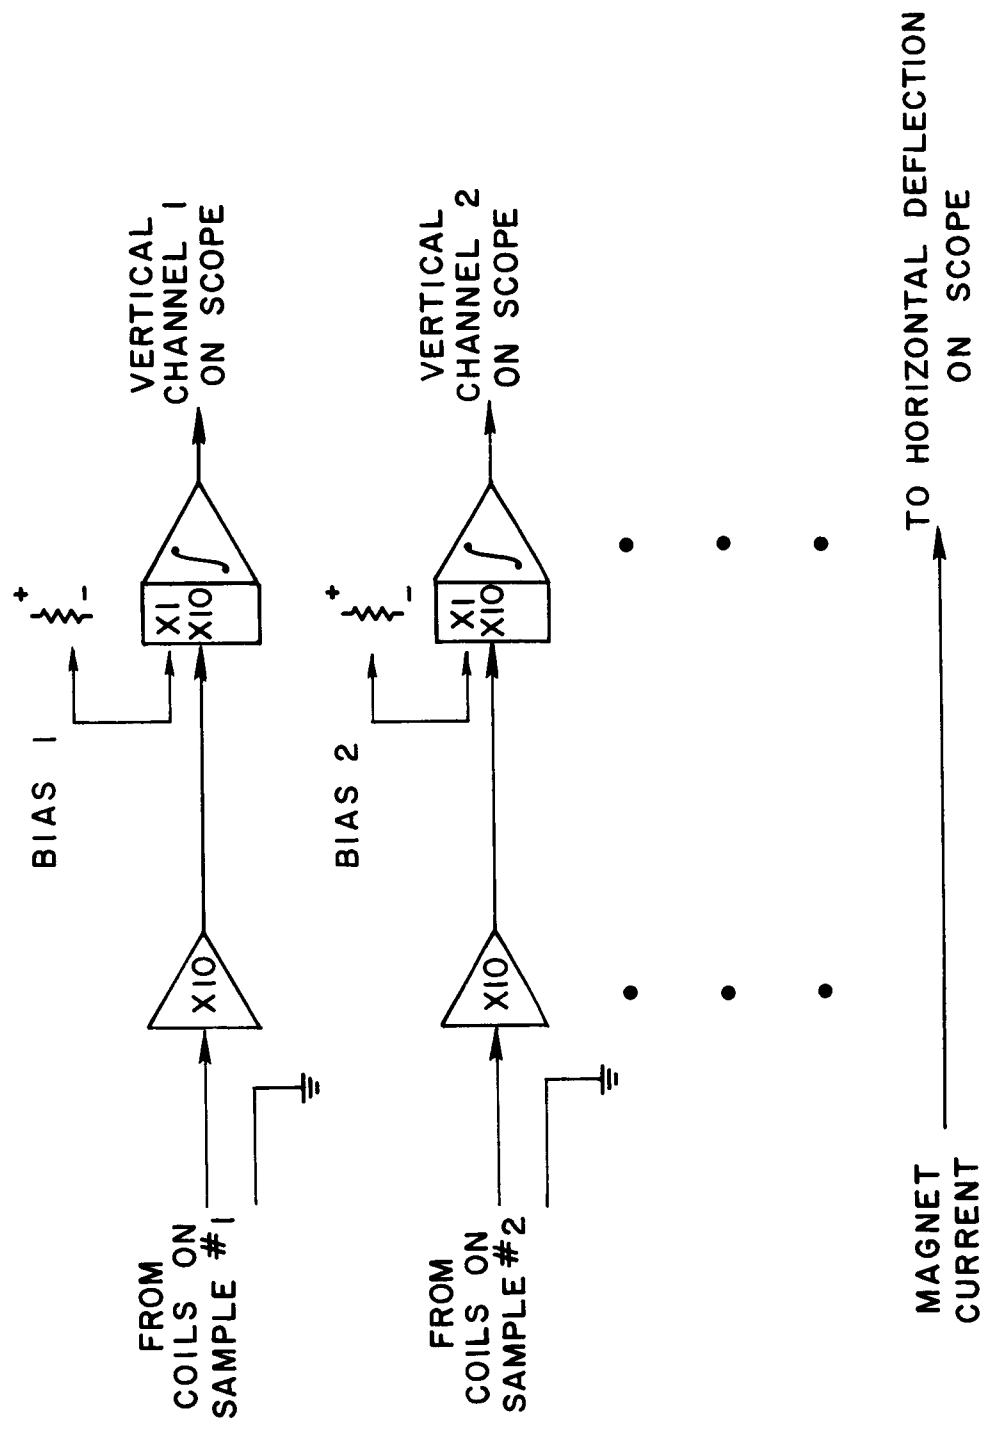 BIAS 1
+
-
FROM
COILS ON
SAMPLE #1
X10
X1
X10
∫
VERTICAL
CHANNEL 1
ON SCOPE
BIAS 2
+
-
FROM
COILS ON
SAMPLE #2
X10
X1
X10
∫
VERTICAL
CHANNEL 2
ON SCOPE
MAGNET
CURRENT
TO HORIZONTAL DEFLECTION
ON SCOPE